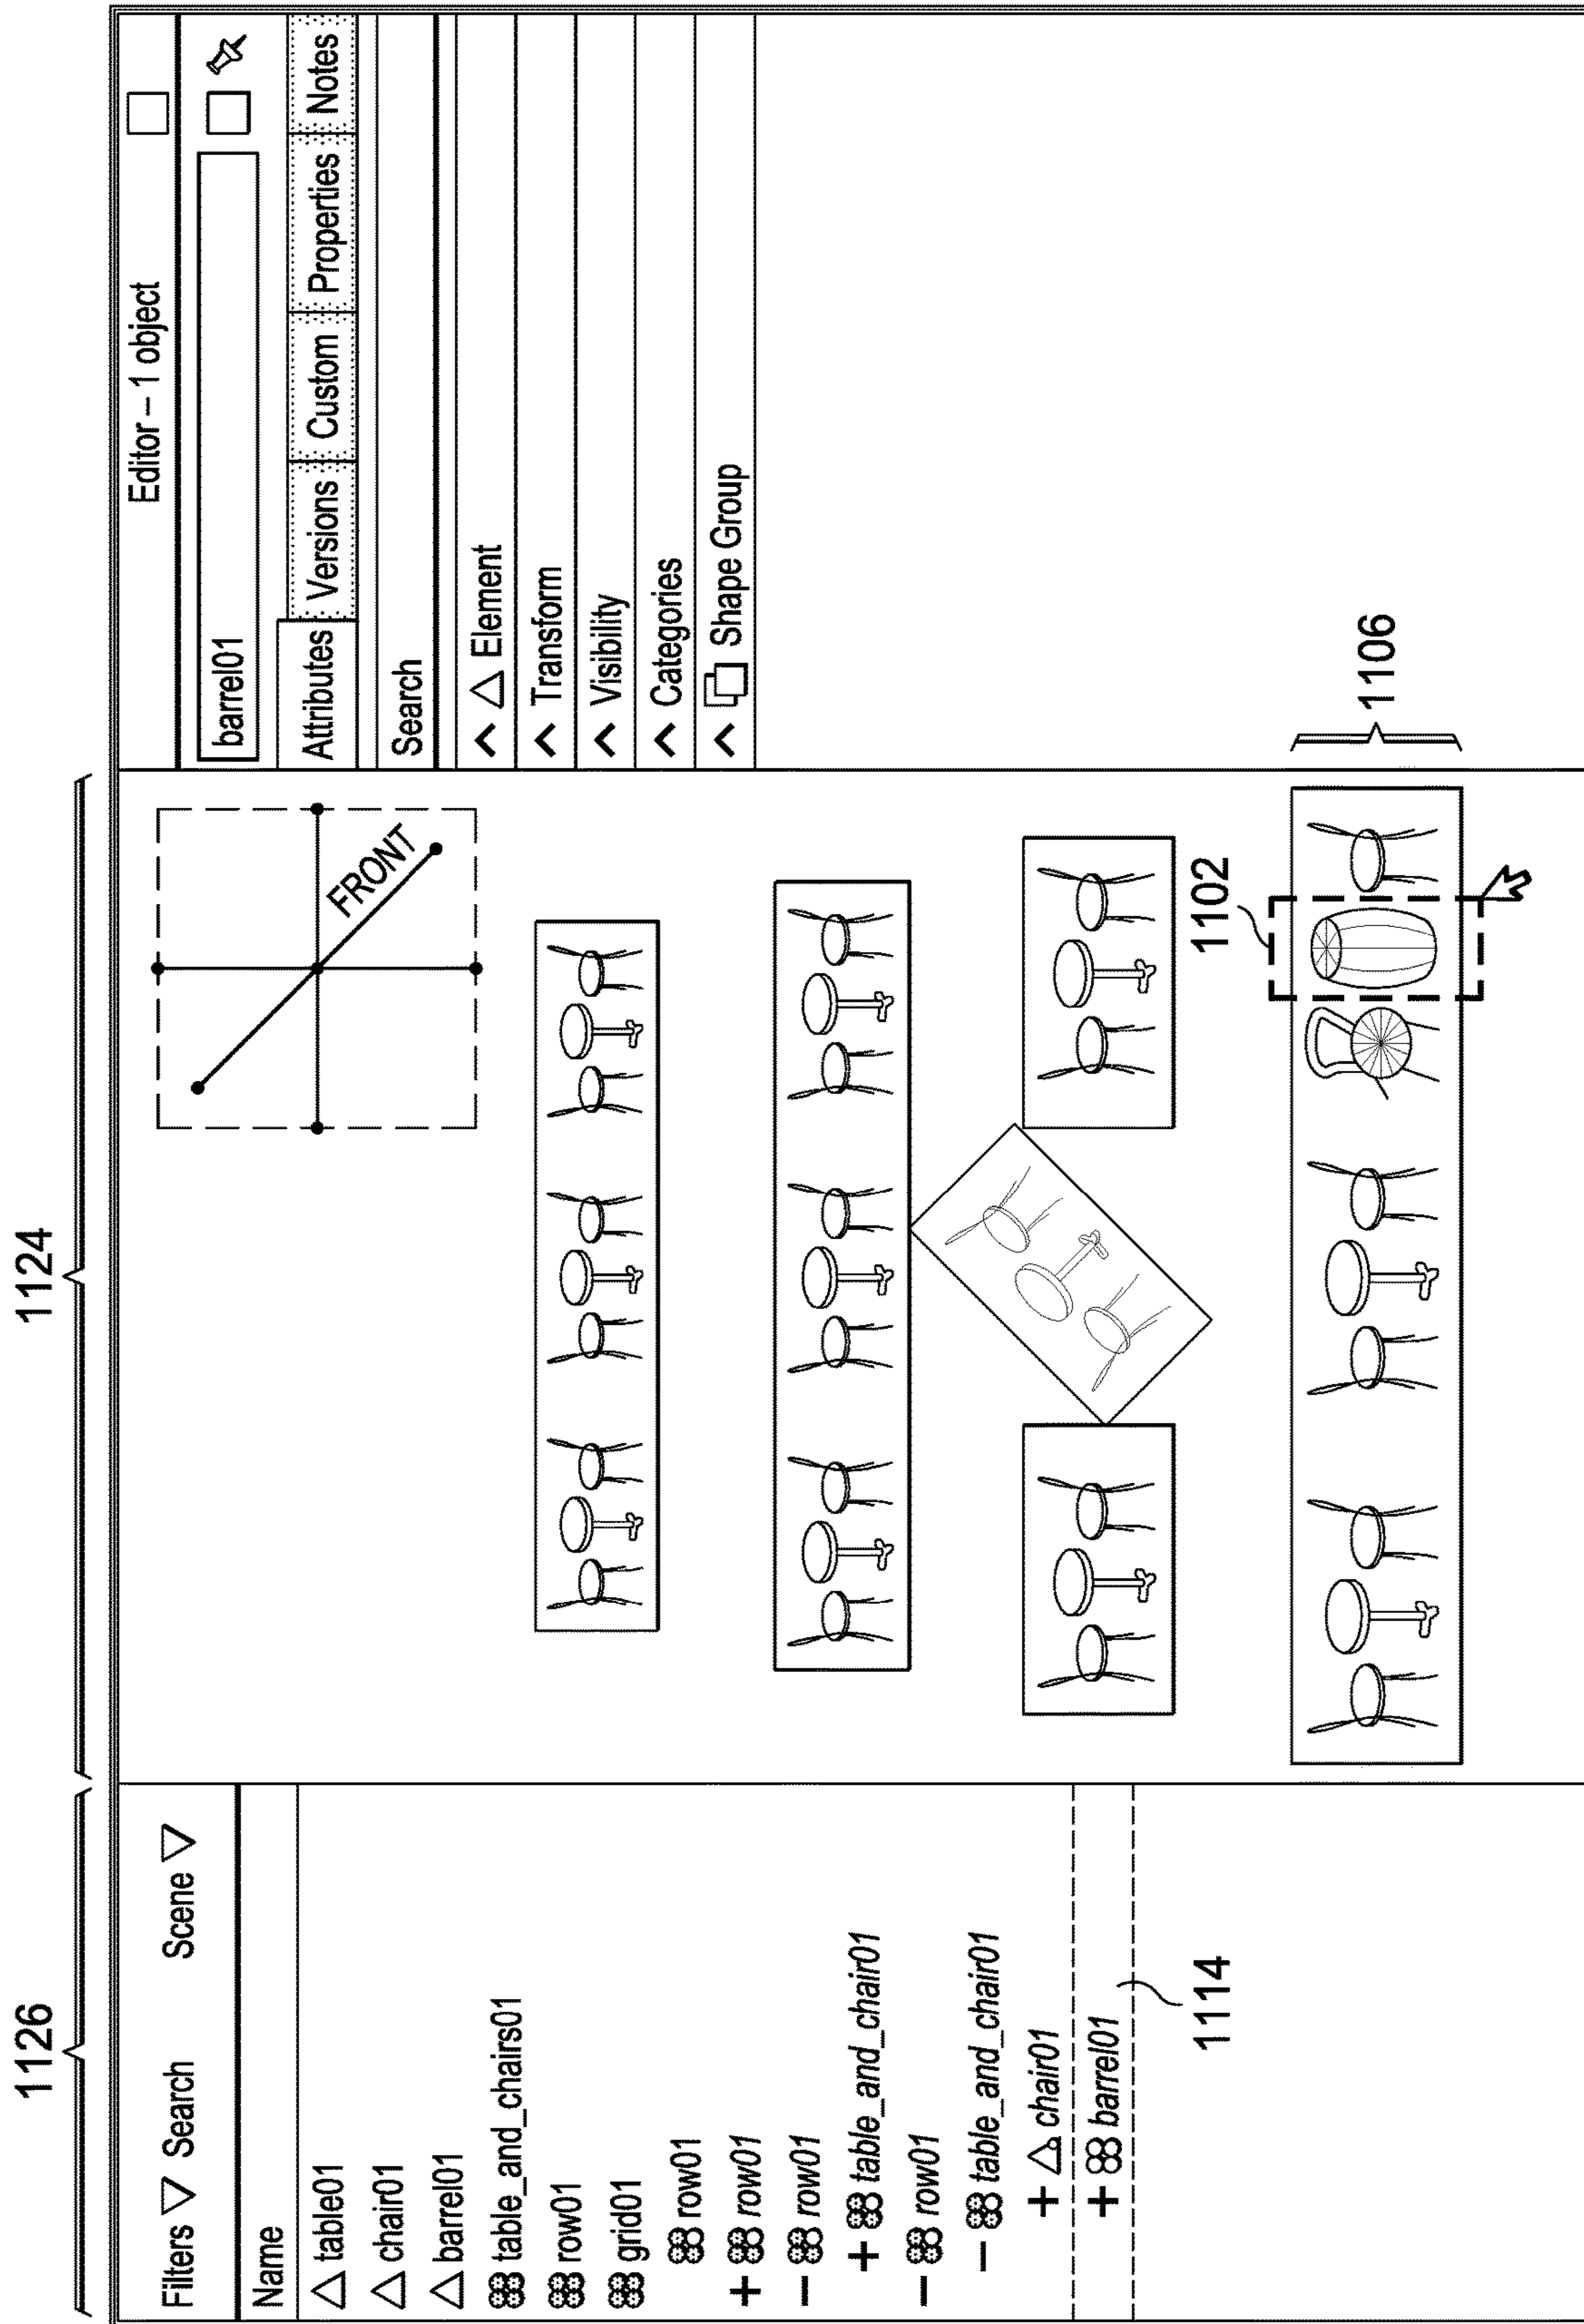 1126
1124
Filters Search Scene
Name
table01
chair01
barrel01
table_and_chairs01
row01
grid01
row01
+ row01
– row01
+ table_and_chair01
– row01
– table_and_chair01
+ chair01
+ barrel01
1114
FRONT
1102
1106
Editor – 1 object
barrel01
Attributes Versions Custom Properties Notes
Search
Element
Transform
Visibility
Categories
Shape Group